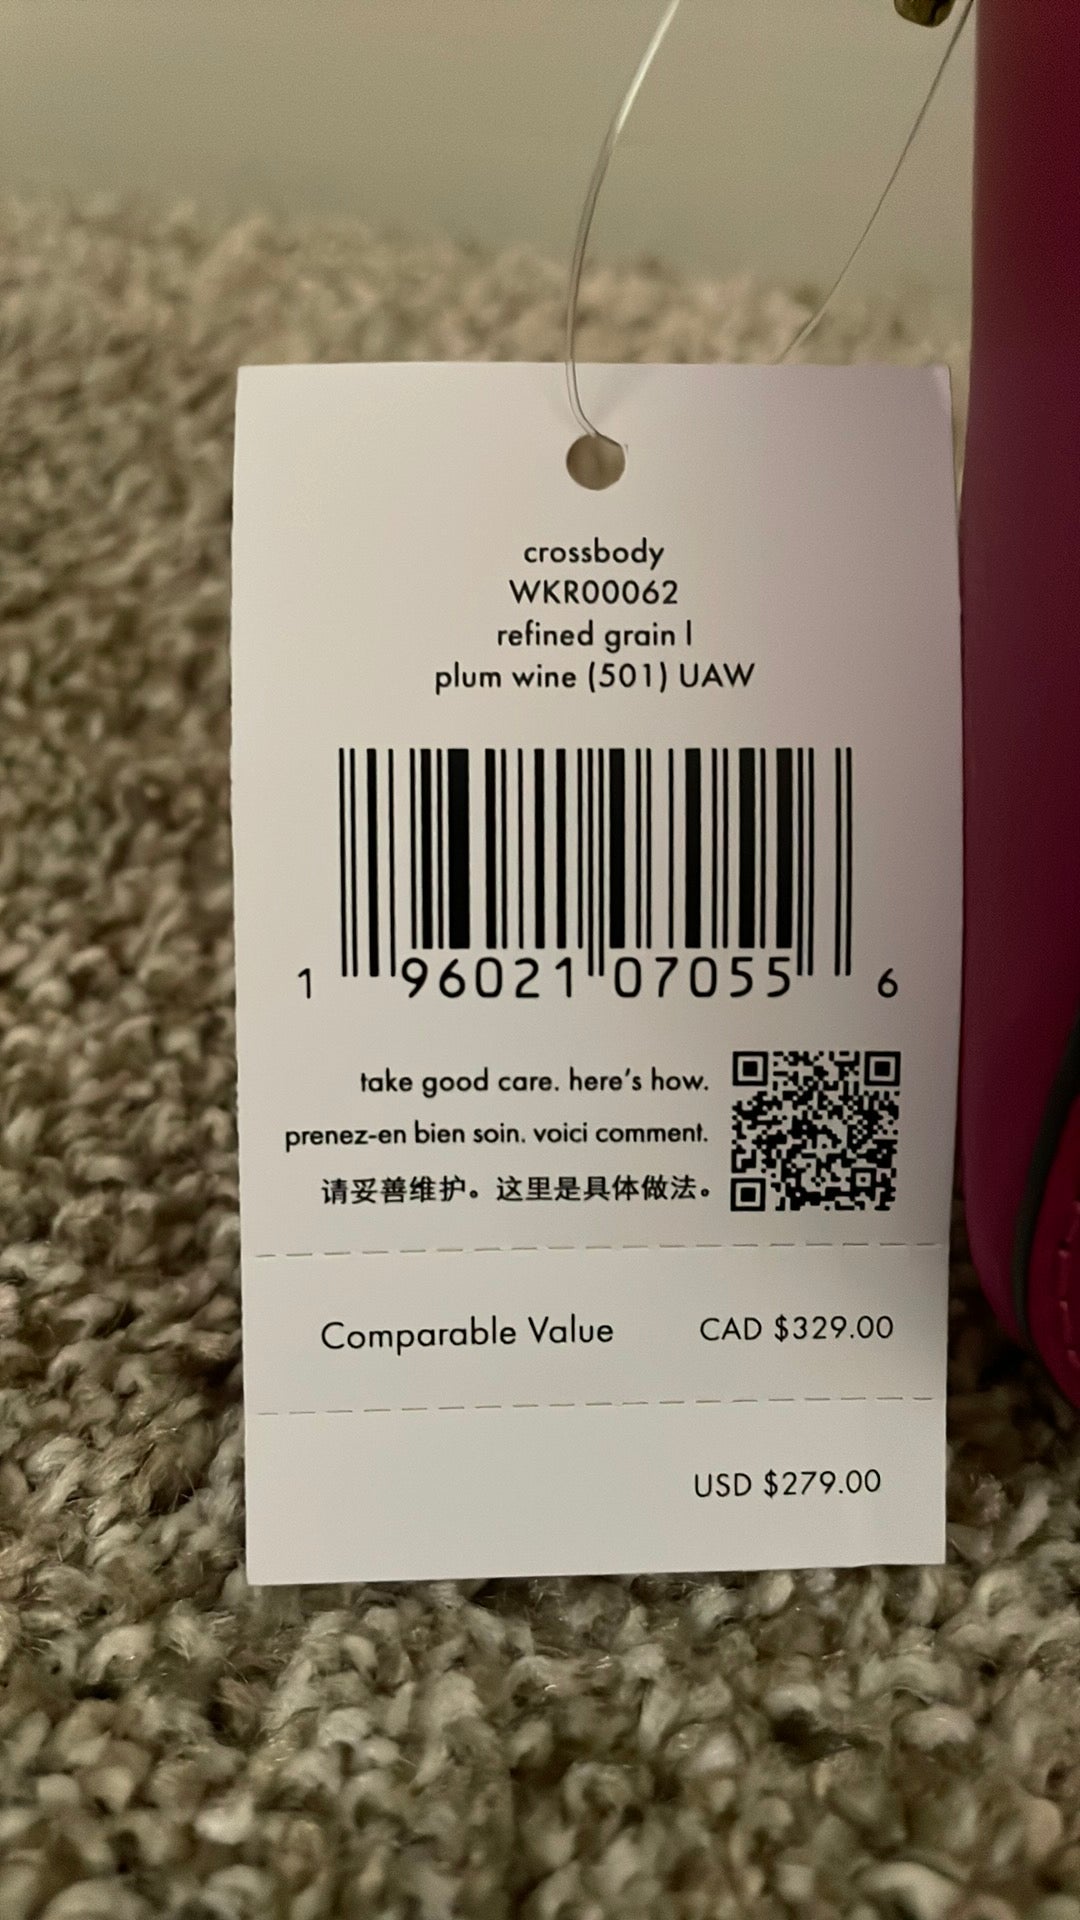 crossbody
WKR00062
refined grain l
plum wine (501) UAW
1 96021 07055 6
take good care. here's how.
prenez-en bien soin. voici comment.
请妥善维护。这里是具体做法。
Comparable Value CAD $329.00
USD $279.00